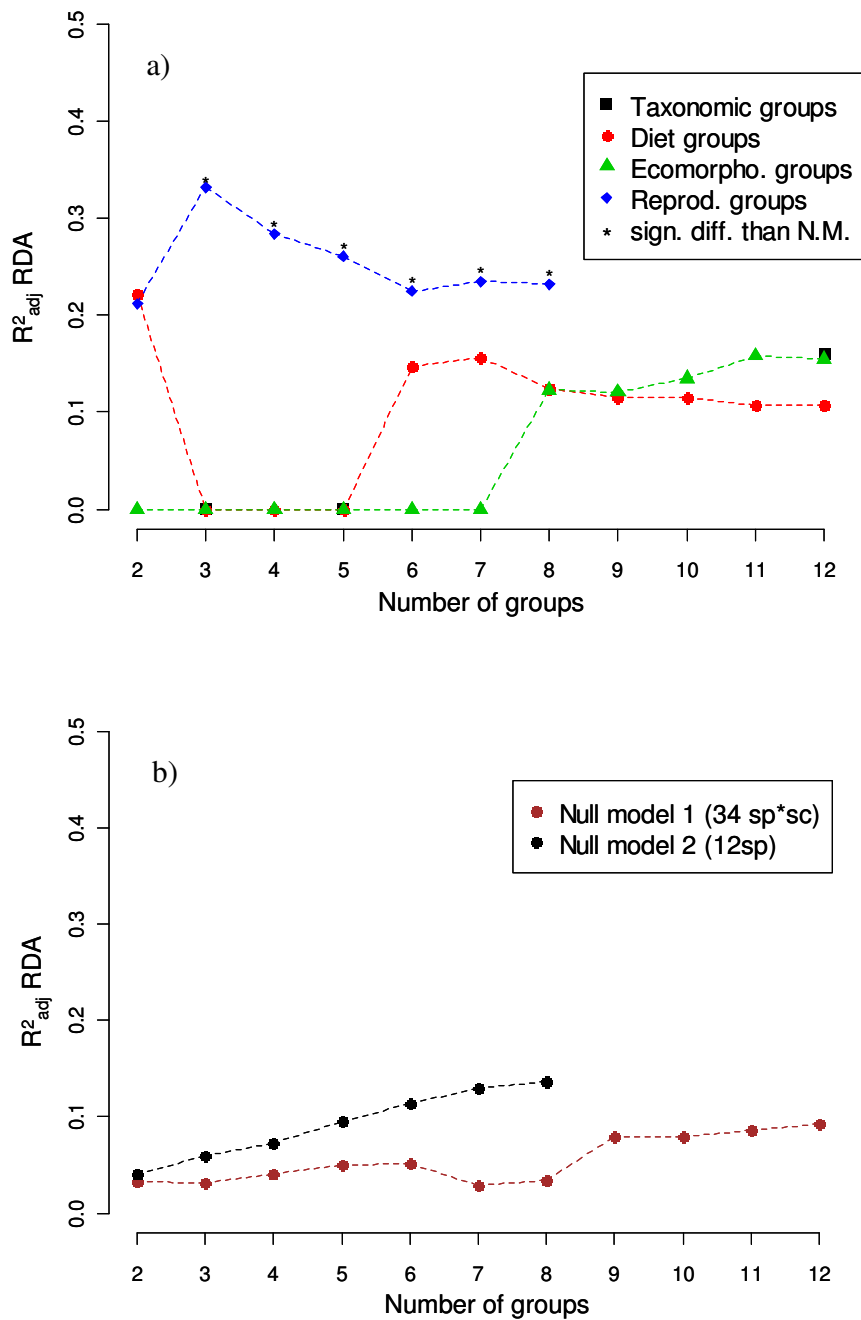 a)
0.5
0.4
0.3
0.2
0.1
0.0
R²adj RDA
Taxonomic groups
Diet groups
Ecomorpho. groups
Reprod. groups
* sign. diff. than N.M.
* * * * * *
2 3 4 5 6 7 8 9 10 11 12
Number of groups
b)
0.5
0.4
0.3
0.2
0.1
0.0
R²adj RDA
Null model 1 (34 sp*sc)
Null model 2 (12sp)
2 3 4 5 6 7 8 9 10 11 12
Number of groups